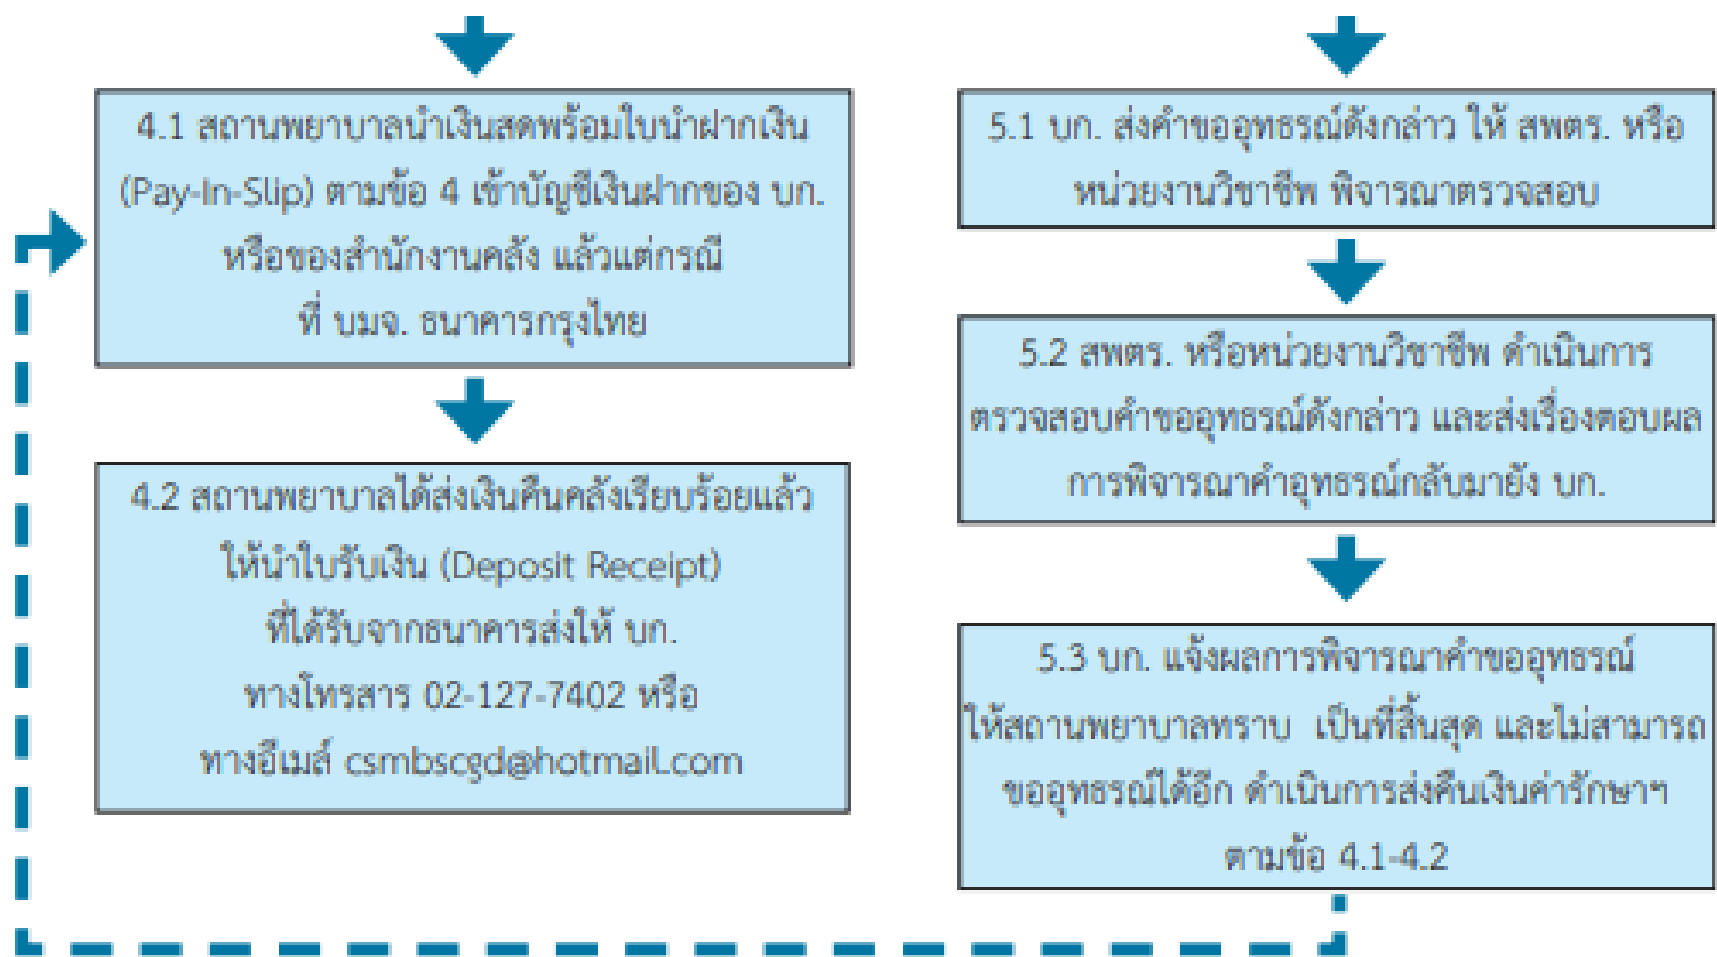 4.1 สถานพยาบาลนำเงินสดพร้อมใบนำฝากเงิน
(Pay-In-Slip) ตามข้อ 4 เข้าบัญชีเงินฝากของ บก.
หรือของสำนักงานคลัง แล้วแต่กรณี
ที่ บมจ. ธนาคารกรุงไทย
4.2 สถานพยาบาลได้ส่งเงินคืนคลังเรียบร้อยแล้ว
ให้นำใบรับเงิน (Deposit Receipt)
ที่ได้รับจากธนาคารส่งให้ บก.
ทางโทรสาร 02-127-7402 หรือ
ทางอีเมล์ csmbscgd@hotmail.com
5.1 บก. ส่งคำขออุทธรณ์ดังกล่าว ให้ สพตร. หรือ
หน่วยงานวิชาชีพ พิจารณาตรวจสอบ
5.2 สพตร. หรือหน่วยงานวิชาชีพ ดำเนินการ
ตรวจสอบคำขออุทธรณ์ดังกล่าว และส่งเรื่องตอบผล
การพิจารณาคำอุทธรณ์กลับมายัง บก.
5.3 บก. แจ้งผลการพิจารณาคำขออุทธรณ์
ให้สถานพยาบาลทราบ เป็นที่สิ้นสุด และไม่สามารถ
ขออุทธรณ์ได้อีก ดำเนินการส่งคืนเงินค่ารักษาฯ
ตามข้อ 4.1-4.2